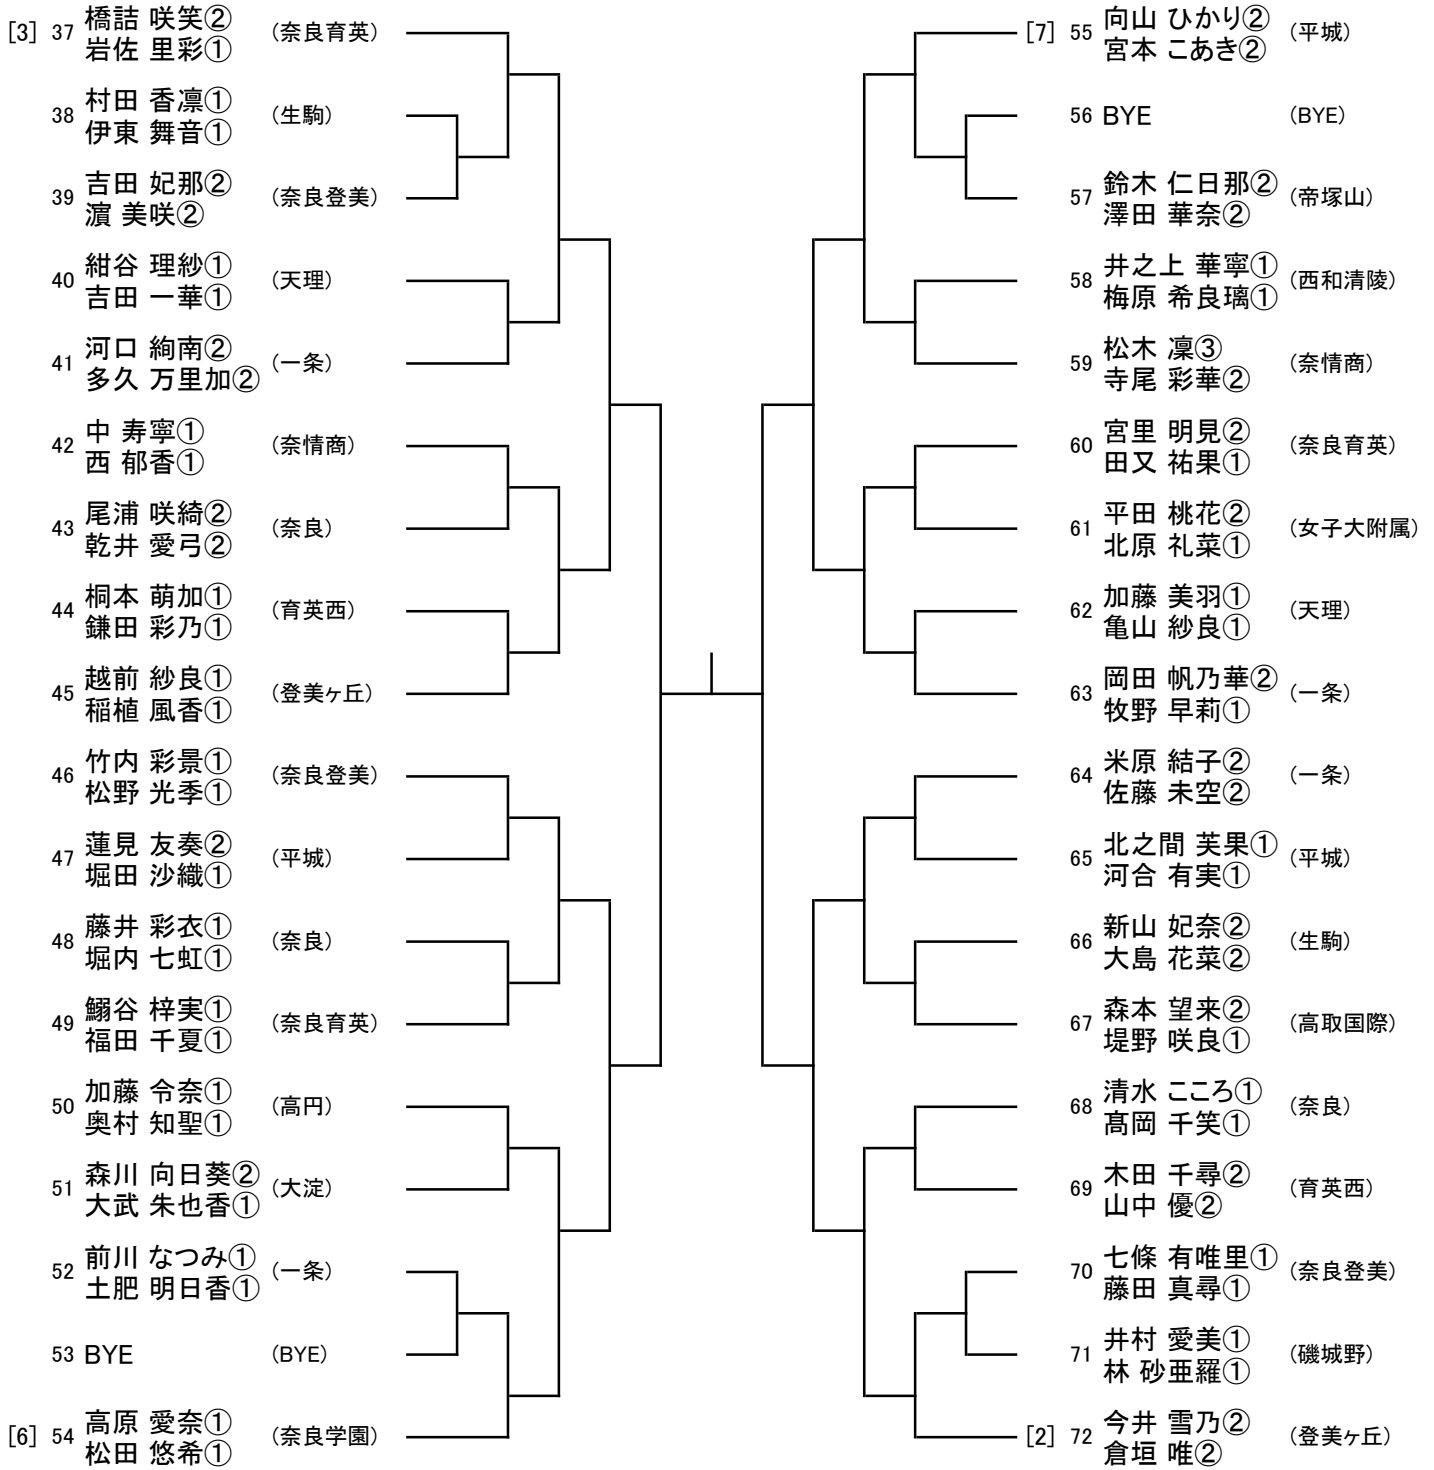 [3] 37 橋詰 咲笑② (奈良育英)
岩佐 里彩①
38 村田 香凛① (生駒)
伊東 舞音①
39 吉田 妃那② (奈良登美)
濵 美咲②
40 紺谷 理紗① (天理)
吉田 一華①
41 河口 絢南② (一条)
多久 万里加②
42 中 寿寧① (奈情商)
西 郁香①
43 尾浦 咲綺② (奈良)
乾井 愛弓②
44 桐本 萌加① (育英西)
鎌田 彩乃①
45 越前 紗良① (登美ヶ丘)
稲植 風香①
46 竹内 彩景① (奈良登美)
松野 光季①
47 蓮見 友奏② (平城)
堀田 沙織①
48 藤井 彩衣① (奈良)
堀内 七虹①
49 鰯谷 梓実① (奈良育英)
福田 千夏①
50 加藤 令奈① (高円)
奥村 知聖①
51 森川 向日葵② (大淀)
大武 朱也香①
52 前川 なつみ① (一条)
土肥 明日香①
53 BYE (BYE)
[6] 54 高原 愛奈① (奈良学園)
松田 悠希①
[7] 55 向山 ひかり② (平城)
宮本 こあき②
56 BYE (BYE)
57 鈴木 仁日那② (帝塚山)
澤田 華奈②
58 井之上 華寧① (西和清陵)
梅原 希良璃①
59 松木 凜③ (奈情商)
寺尾 彩華②
60 宮里 明見② (奈良育英)
田又 祐果①
61 平田 桃花② (女子大附属)
北原 礼菜①
62 加藤 美羽① (天理)
亀山 紗良①
63 岡田 帆乃華② (一条)
牧野 早莉①
64 米原 結子② (一条)
佐藤 未空②
65 北之間 芙果① (平城)
河合 有実①
66 新山 妃奈② (生駒)
大島 花菜②
67 森本 望来② (高取国際)
堤野 咲良①
68 清水 こころ① (奈良)
髙岡 千笑①
69 木田 千尋② (育英西)
山中 優②
70 七條 有唯里① (奈良登美)
藤田 真尋①
71 井村 愛美① (磯城野)
林 砂亜羅①
[2] 72 今井 雪乃② (登美ヶ丘)
倉垣 唯②